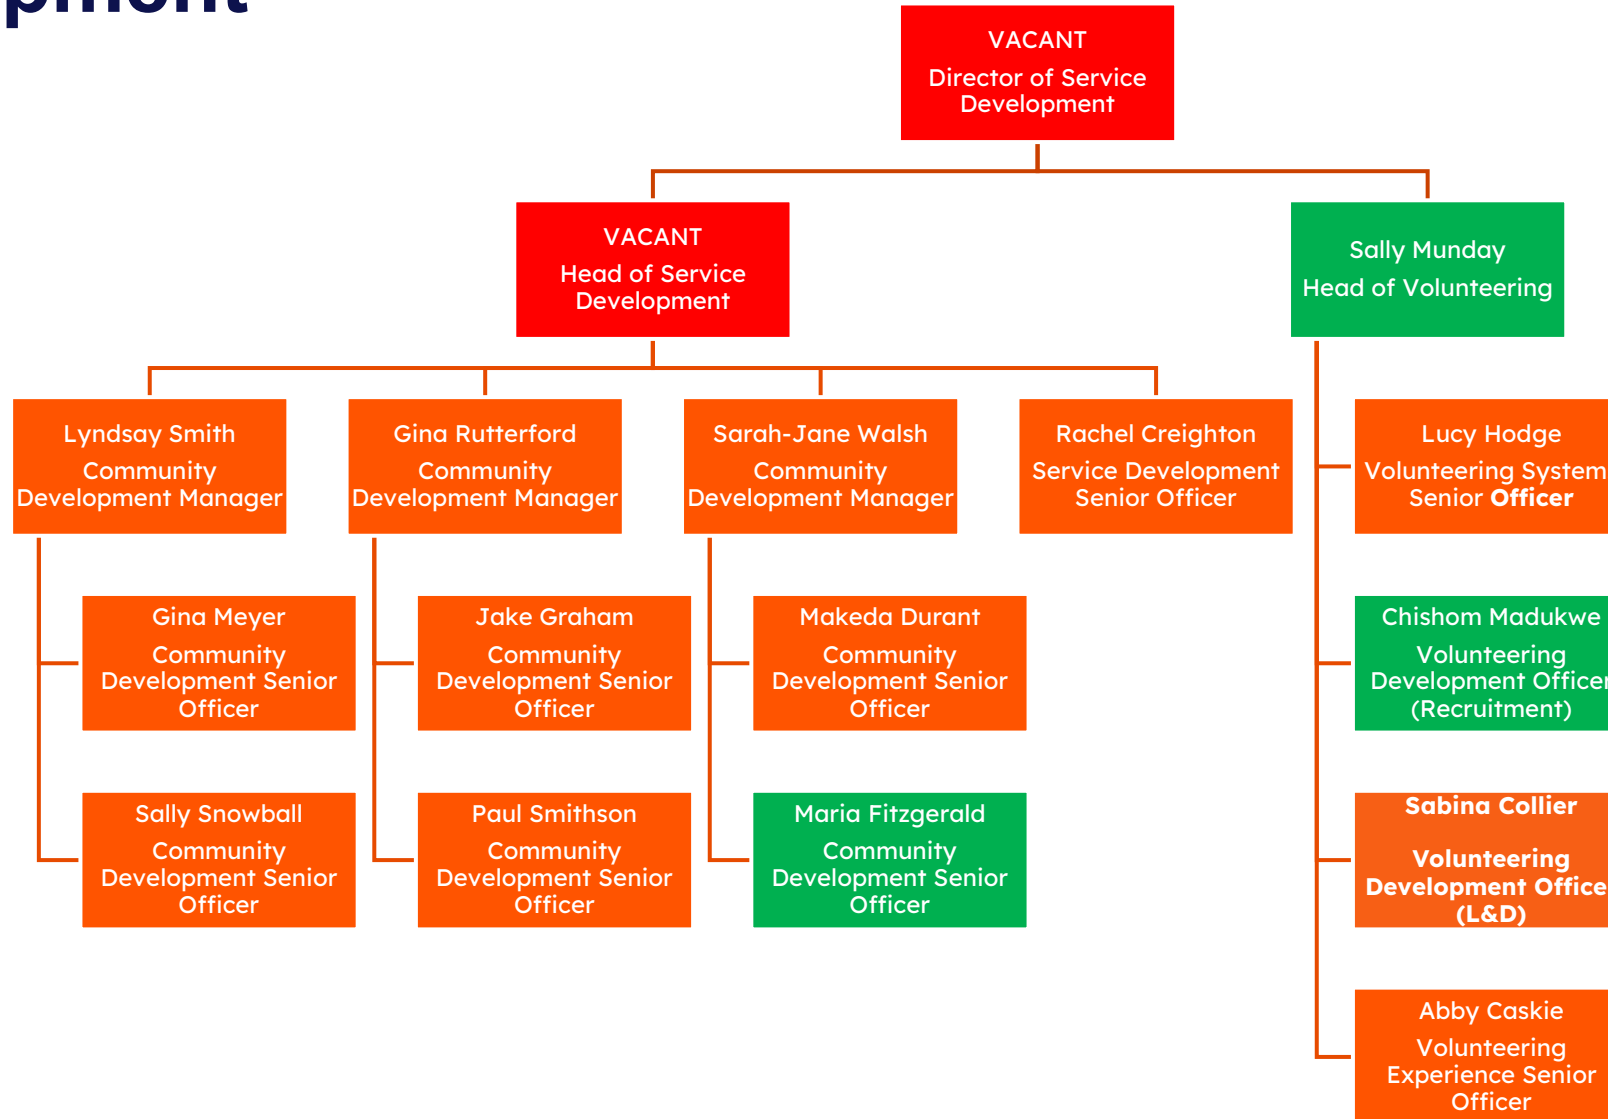 pment
VACANT
Director of Service
Development
VACANT
Head of Service
Development
Sally Munday
Head of Volunteering
Lyndsay Smith
Community
Development Manager
Gina Rutterford
Community
Development Manager
Sarah-Jane Walsh
Community
Development Manager
Rachel Creighton
Service Development
Senior Officer
Lucy Hodge
Volunteering System
Senior Officer
Gina Meyer
Community
Development Senior
Officer
Jake Graham
Community
Development Senior
Officer
Makeda Durant
Community
Development Senior
Officer
Chishom Madukwe
Volunteering
Development Officer
(Recruitment)
Sally Snowball
Community
Development Senior
Officer
Paul Smithson
Community
Development Senior
Officer
Maria Fitzgerald
Community
Development Senior
Officer
Sabina Collier
Volunteering
Development Office
(L&D)
Abby Caskie
Volunteering
Experience Senior
Officer